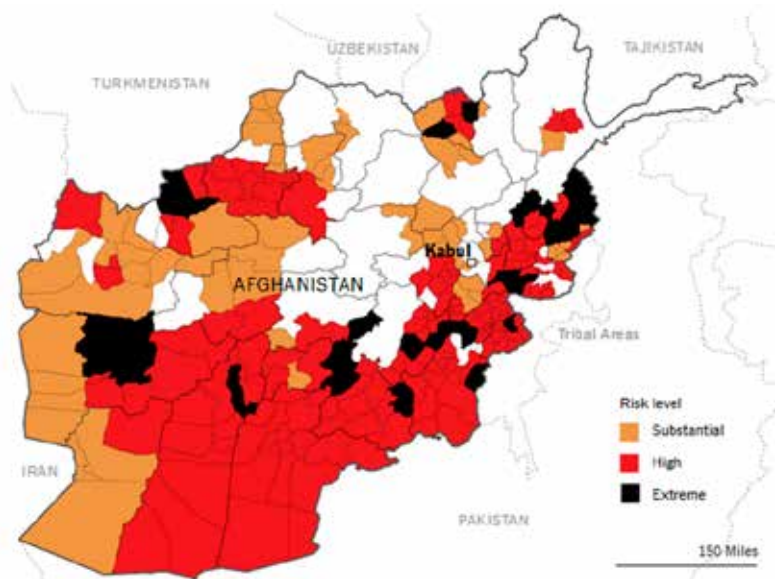 UZBEKISTAN
TAJIKISTAN
TURKMENISTAN
Kabul
AFGHANISTAN
Tribal Areas
Risk level
Substantial
High
Extreme
IRAN
PAKISTAN
150 Miles